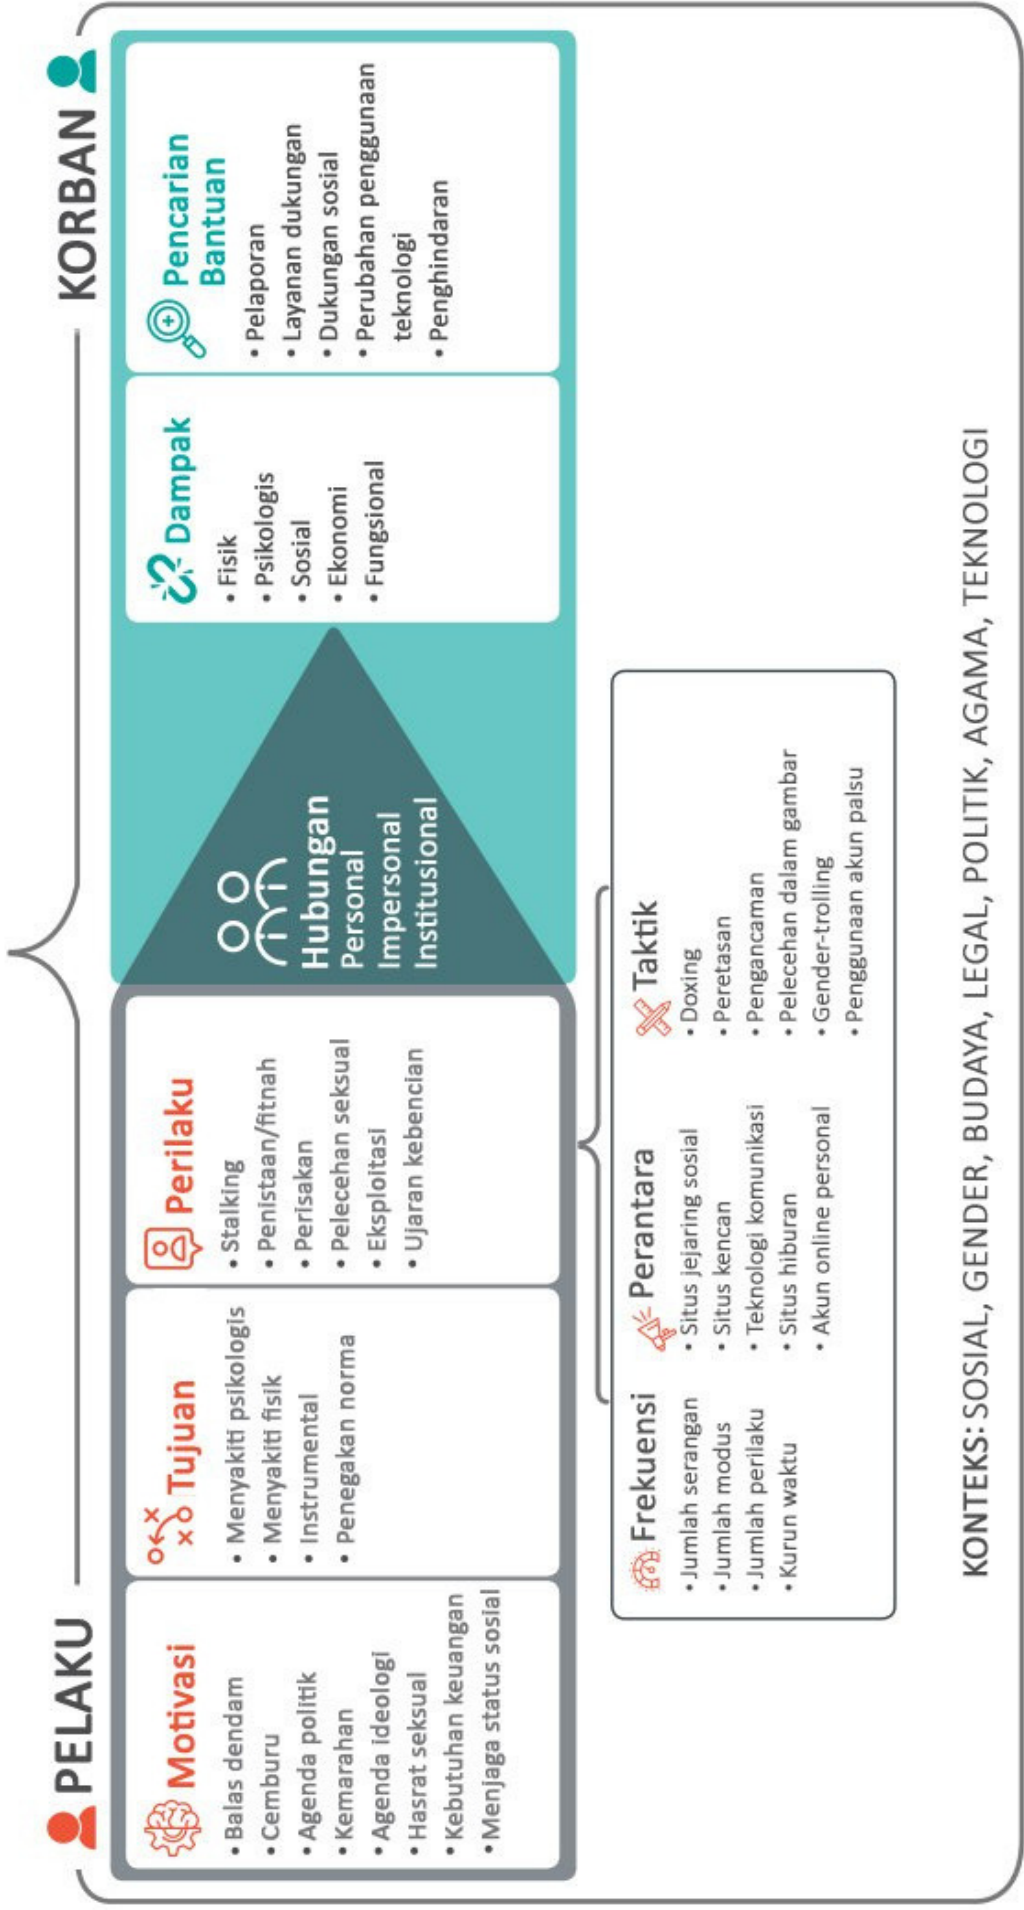 PELAKU
KORBAN
Motivasi
• Balas dendam
• Cemburu
• Agenda politik
• Kemarahan
• Agenda ideologi
• Hasrat seksual
• Kebutuhan keuangan
• Menjaga status sosial
Tujuan
• Menyakiti psikologis
• Menyakiti fisik
• Instrumental
• Penegakan norma
Perilaku
• Stalking
• Penistaan/fitnah
• Perisakan
• Pelecehan seksual
• Eksploitasi
• Ujaran kebencian
Hubungan
Personal
Impersonal
Institusional
Dampak
• Fisik
• Psikologis
• Sosial
• Ekonomi
• Fungsional
Pencarian
Bantuan
• Pelaporan
• Layanan dukungan
• Dukungan sosial
• Perubahan penggunaan
teknologi
• Penghindaran
Frekuensi
• Jumlah serangan
• Jumlah modus
• Jumlah perilaku
• Kurun waktu
Perantara
• Situs jejaring sosial
• Situs kencan
• Teknologi komunikasi
• Situs hiburan
• Akun online personal
Taktik
• Doxing
• Peretasan
• Pengancaman
• Pelecehan dalam gambar
• Gender-trolling
• Penggunaan akun palsu
KONTEKS: SOSIAL, GENDER, BUDAYA, LEGAL, POLITIK, AGAMA, TEKNOLOGI